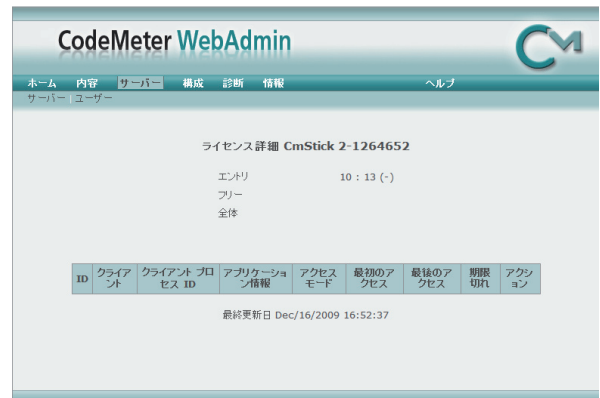 CodeMeter WebAdmin
CM
ホーム 内容 サーバー 構成 診断 情報 ヘルプ
サーバー | ユーザー
ライセンス詳細 CmStick 2-1264652
エントリ 10 : 13 (-)
フリー
全体
ID クライアント クライアント プロセス ID アプリケーション情報 アクセスモード 最初のアクセス 最後のアクセス 期限切れ アクション
最終更新日 Dec/16/2009 16:52:37